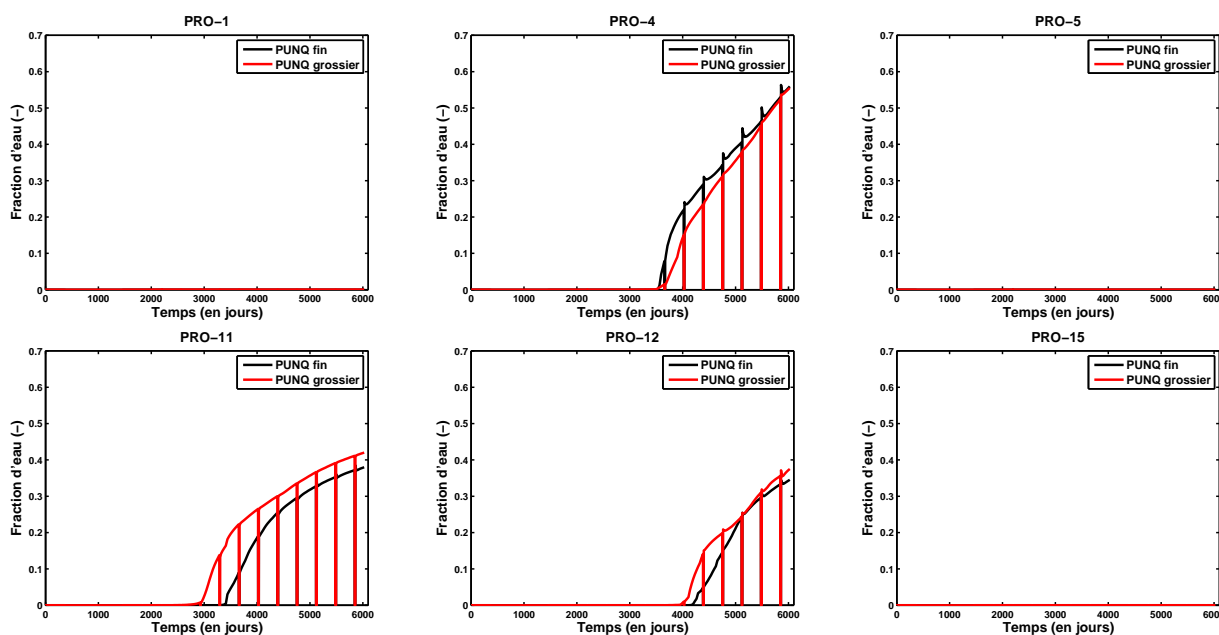 PRO−1
0.7
0.6
0.5
0.4
0.3
0.2
0.1
0
Fraction d'eau (−)
PUNQ fin
PUNQ grossier
0 1000 2000 3000 4000 5000 6000
Temps (en jours)
PRO−4
0.7
0.6
0.5
0.4
0.3
0.2
0.1
0
Fraction d'eau (−)
PUNQ fin
PUNQ grossier
0 1000 2000 3000 4000 5000 6000
Temps (en jours)
PRO−5
0.7
0.6
0.5
0.4
0.3
0.2
0.1
0
Fraction d'eau (−)
PUNQ fin
PUNQ grossier
0 1000 2000 3000 4000 5000 6000
Temps (en jours)
PRO−11
0.7
0.6
0.5
0.4
0.3
0.2
0.1
0
Fraction d'eau (−)
PUNQ fin
PUNQ grossier
0 1000 2000 3000 4000 5000 6000
Temps (en jours)
PRO−12
0.7
0.6
0.5
0.4
0.3
0.2
0.1
0
Fraction d'eau (−)
PUNQ fin
PUNQ grossier
0 1000 2000 3000 4000 5000 6000
Temps (en jours)
PRO−15
0.7
0.6
0.5
0.4
0.3
0.2
0.1
0
Fraction d'eau (−)
PUNQ fin
PUNQ grossier
0 1000 2000 3000 4000 5000 6000
Temps (en jours)